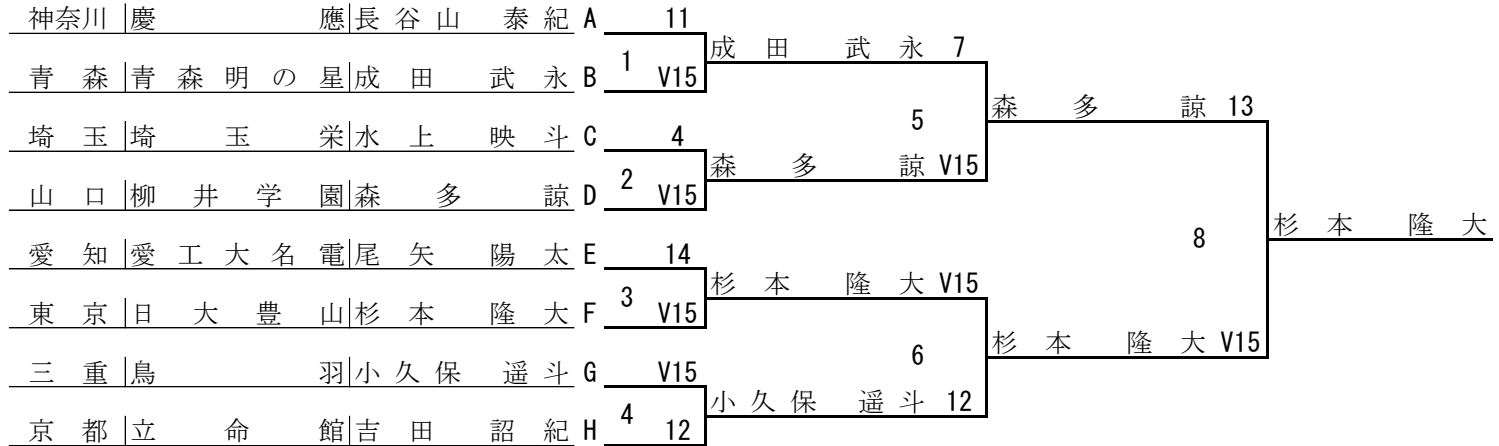 神奈川 慶應 長谷山 泰紀 A 11
成田 武永 7
1
青森 青森明の星 成田 武永 B V15
森 多諒 13
5
埼玉 埼玉栄 水上 映斗 C 4
森 多諒 V15
2
山口 柳井学園 森 多諒 D V15
杉本 隆大
8
愛知 愛工大名電 尾矢 陽太 E 14
杉本 隆大 V15
3
東京 日大豊山 杉本 隆大 F V15
杉本 隆大 V15
6
三重 鳥羽 小久保 遥斗 G V15
小久保 遥斗 12
4
京都 立命館 吉田 詔紀 H 12